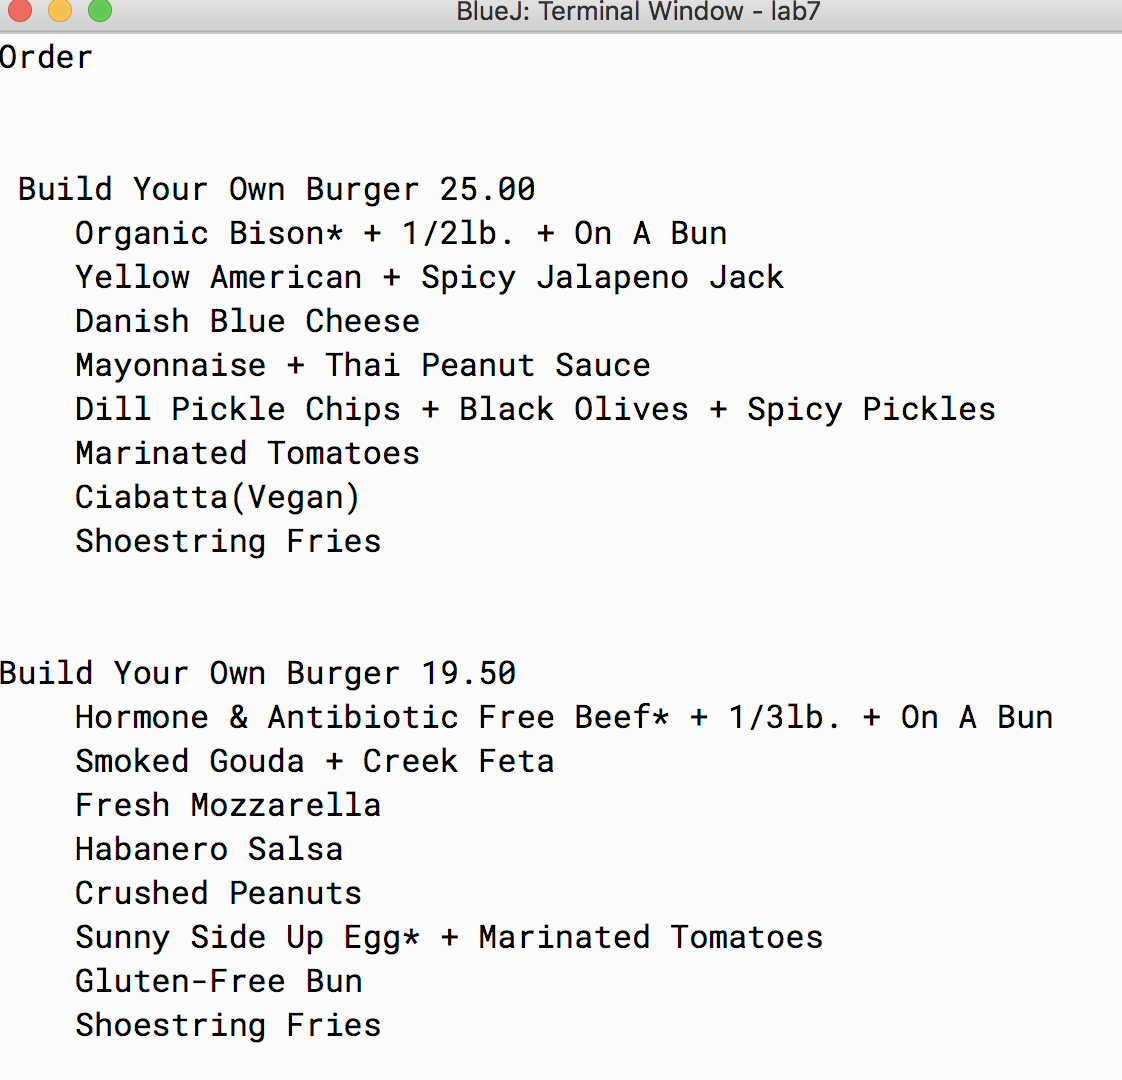 BlueJ: Terminal Window - lab7
Order
Build Your Own Burger 25.00
Organic Bison* + 1/2lb. + On A Bun
Yellow American + Spicy Jalapeno Jack
Danish Blue Cheese
Mayonnaise + Thai Peanut Sauce
Dill Pickle Chips + Black Olives + Spicy Pickles
Marinated Tomatoes
Ciabatta(Vegan)
Shoestring Fries
Build Your Own Burger 19.50
Hormone & Antibiotic Free Beef* + 1/3lb. + On A Bun
Smoked Gouda + Creek Feta
Fresh Mozzarella
Habanero Salsa
Crushed Peanuts
Sunny Side Up Egg* + Marinated Tomatoes
Gluten-Free Bun
Shoestring Fries